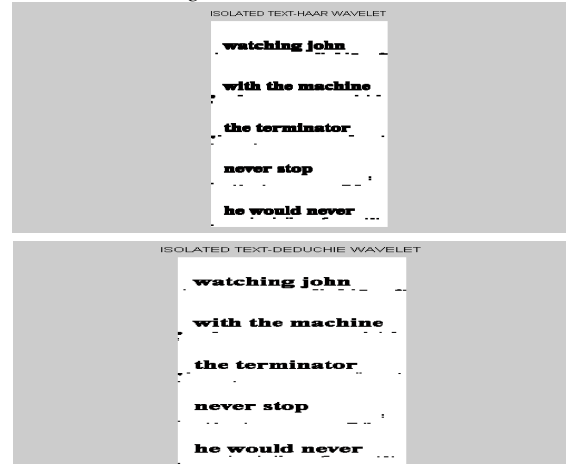 ISOLATED TEXT-HAAR WAVELET
watching john
with the machine
the terminator
never stop
he would never
ISOLATED TEXT-DEDUCHIE WAVELET
watching john
with the machine
the terminator
never stop
he would never